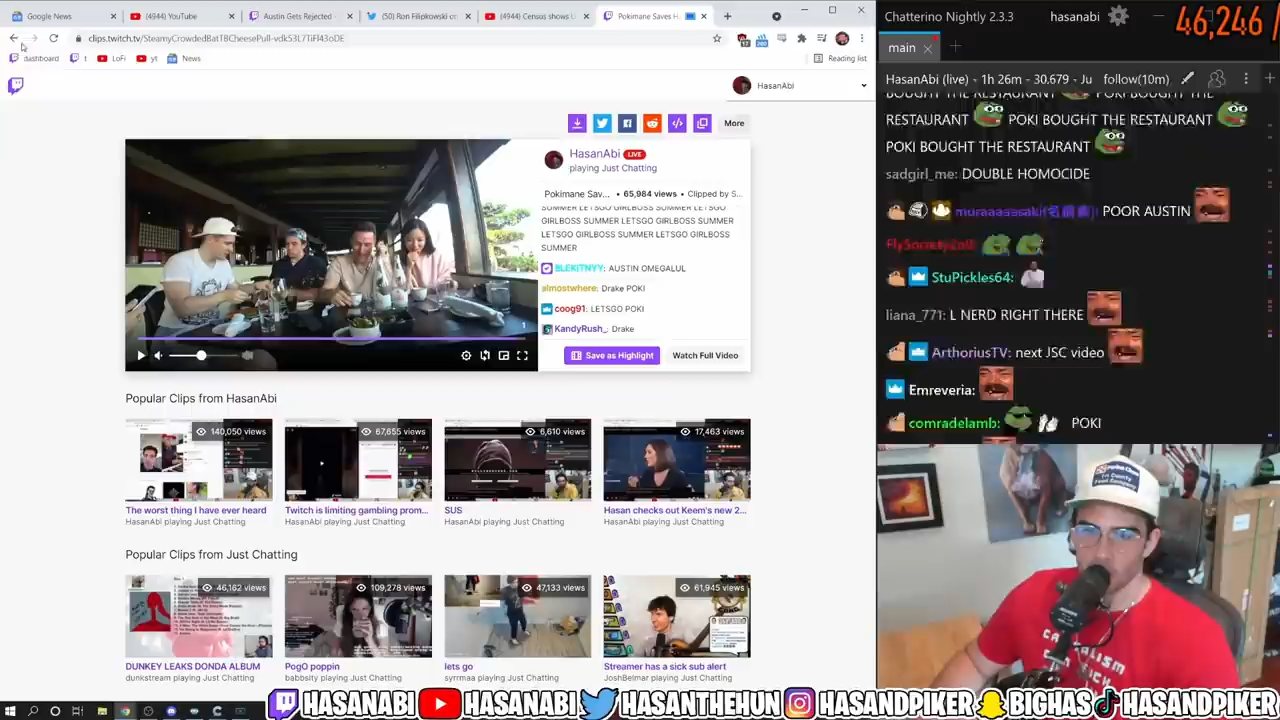 Google News
(4944) YouTube
Austin Gets Rejected -
(50) Ron Filipkowski on
(4944) Census shows U
Pokimane Saves H
clips.twitch.tv/
dashboard
1
LoFi
yt
News
Reading list
HasanAbi
More
HasanAbi LIVE
playing Just Chatting
Pokimane Sav... • 65,984 views • Clipped by S...
SUMMER LETSGO GIRLBOSS SUMMER LETSGO
GIRLBOSS SUMMER LETSGO GIRLBOSS SUMMER
LETSGO GIRLBOSS SUMMER LETSGO GIRLBOSS
SUMMER
BLEKITNYY: AUSTIN OMEGALUL
almostwhere: Drake POKI
coog91: LETSGO POKI
KandyRush_: Drake
Save as Highlight
Watch Full Video
Popular Clips from HasanAbi
140,050 views
67,655 views
6,610 views
17,463 views
The worst thing I have ever heard
HasanAbi playing Just Chatting
Twitch is limiting gambling prom...
HasanAbi playing Just Chatting
SUS
HasanAbi playing Just Chatting
Hasan checks out Keem's new 2...
HasanAbi playing Just Chatting
Popular Clips from Just Chatting
46,162 views
109,278 views
47,133 views
61,945 views
DUNKEY LEAKS DONDA ALBUM
dunkstream playing Just Chatting
PogO poppin
babbsity playing Just Chatting
lets go
syrrmaa playing Just Chatting
Streamer has a sick sub alert
JoshBelmar playing Just Chatting
Chatterino Nightly 2.3.3
hasanabi
46,246 /
main
HasanAbi (live) - 1h 26m - 30,679 - Ju
follow(10m)
BOUGHT THE RESTAURANT POKI BOUGHT THE
RESTAURANT POKI BOUGHT THE RESTAURANT
POKI BOUGHT THE RESTAURANT
sadgirl_me: DOUBLE HOMOCIDE
POOR AUSTIN
StuPickles64:
liana_771: L NERD RIGHT THERE
ArthoriusTV: next JSC video
Emreveria:
comradelamb: POKI
HASANABI HASANABI HASANTHEHUN HASANDPIKER BIGHAS HASANDPIKER